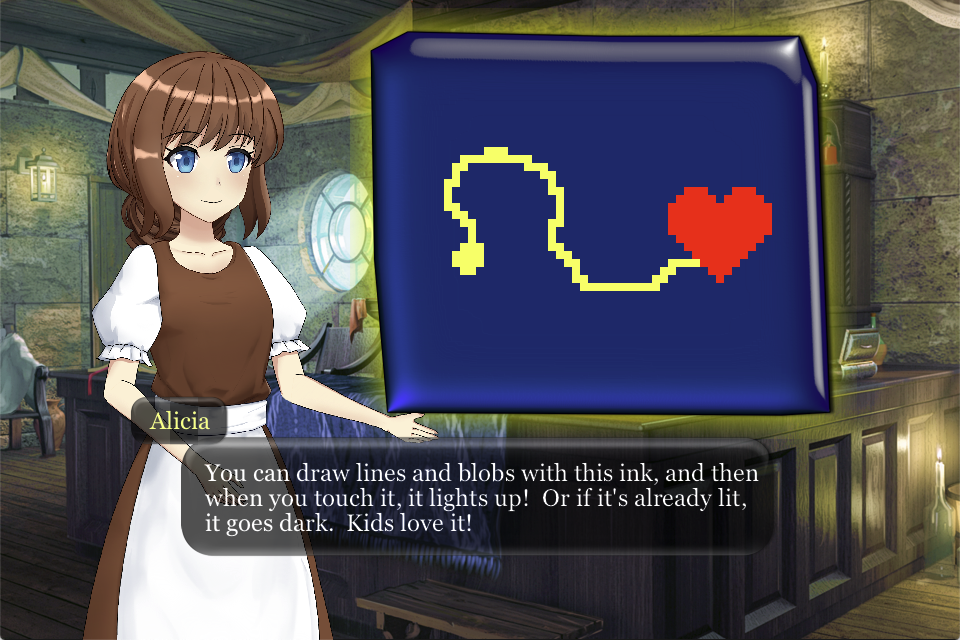 Alicia
You can draw lines and blobs with this ink, and then
when you touch it, it lights up!  Or if it's already lit,
it goes dark.  Kids love it!